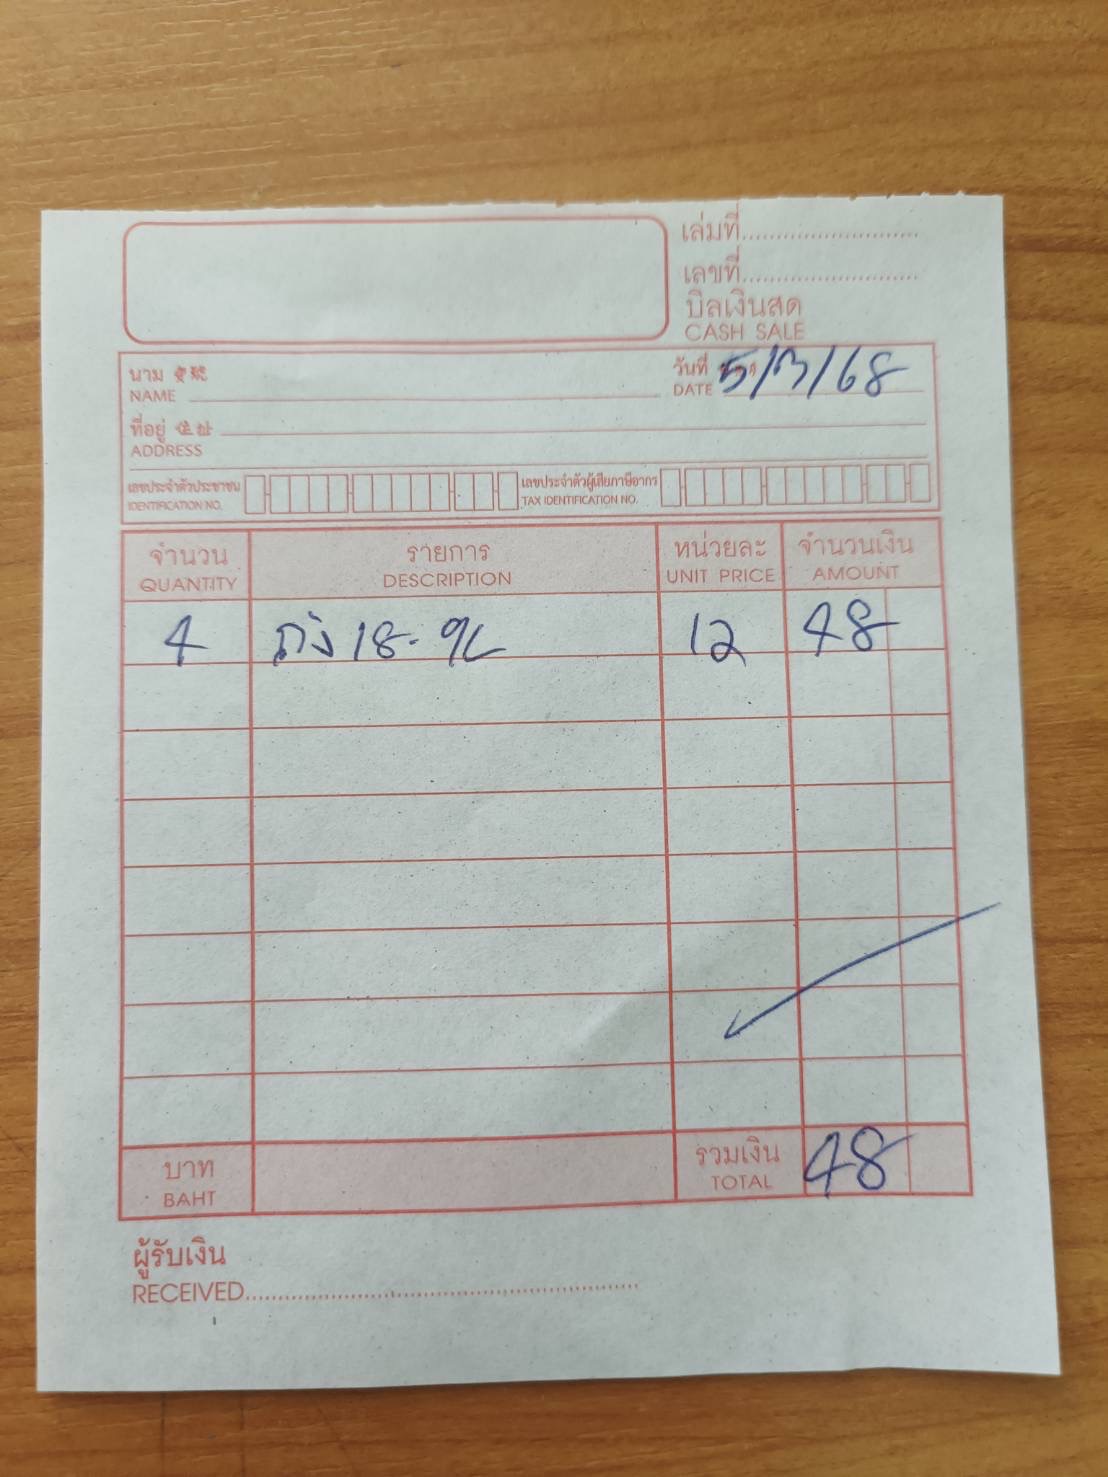 เล่มที่..........................
เลขที่..........................
บิลเงินสด
CASH SALE
นาม
NAME
วันที่
DATE 5/3/68
ที่อยู่
ADDRESS
เลขประจำตัวประชาชน
IDENTIFICATION NO.
เลขประจำตัวผู้เสียภาษีอากร
TAX IDENTIFICATION NO.
จำนวน รายการ หน่วยละ จำนวนเงิน
QUANTITY DESCRIPTION UNIT PRICE AMOUNT
4 18- 12 48
บาท รวมเงิน 48
BAHT TOTAL
ผู้รับเงิน
RECEIVED..........................